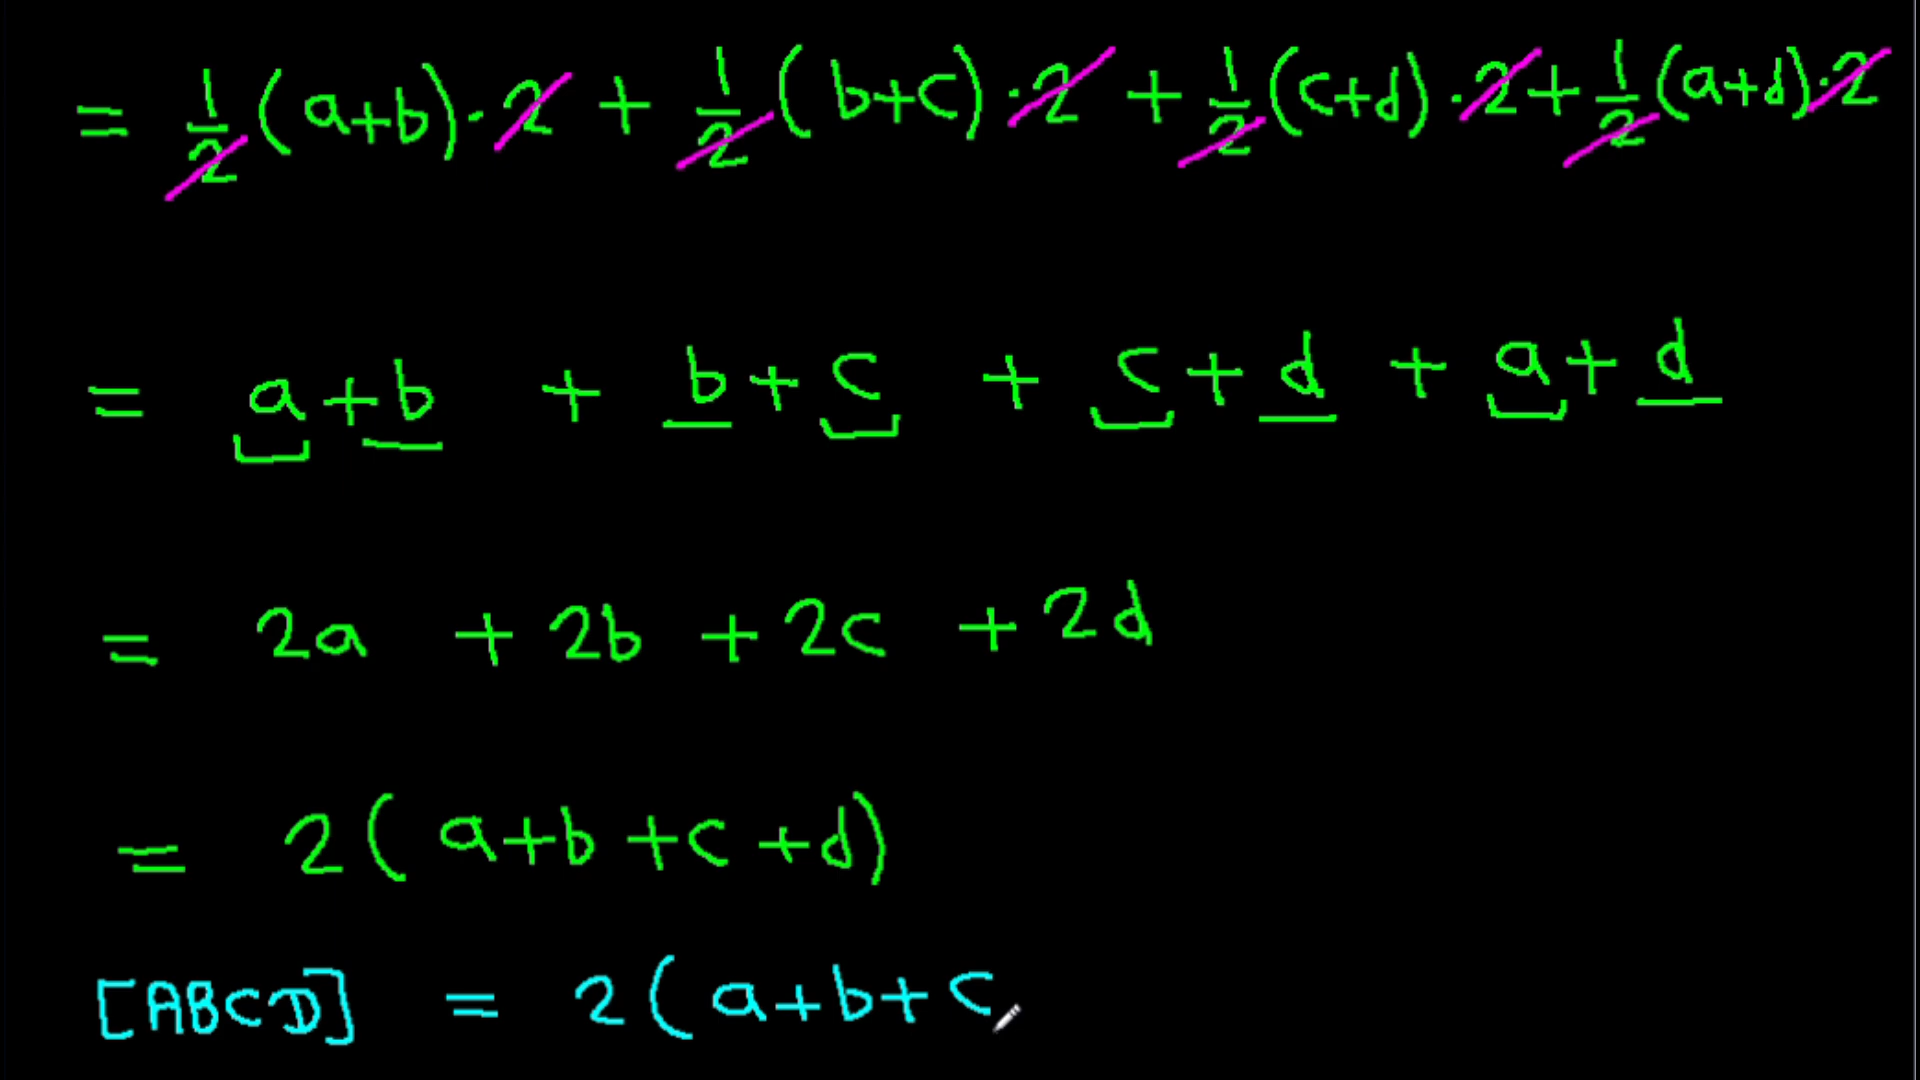 = 1/2 (a+b)·2 + 1/2 (b+c)·2 + 1/2 (c+d)·2 + 1/2 (a+d)·2
= a+b + b+c + c+d + a+d
= 2a + 2b + 2c + 2d
= 2(a+b+c+d)
[ABCD] = 2(a+b+c